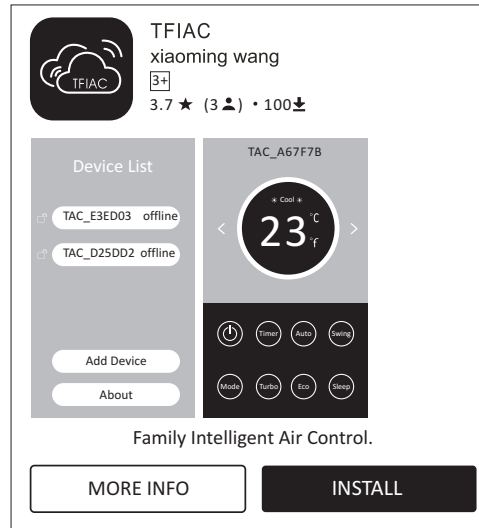 TFIAC
TFIAC
xiaoming wang
3+
3.7 ★ (3) • 100
Device List
TAC_E3ED03 offline
TAC_D25DD2 offline
Add Device
About
TAC_A67F7B
✳ Cool ✳
23 °C
°f
Timer Auto Swing
Mode Turbo Eco Sleep
Family Intelligent Air Control.
MORE INFO
INSTALL